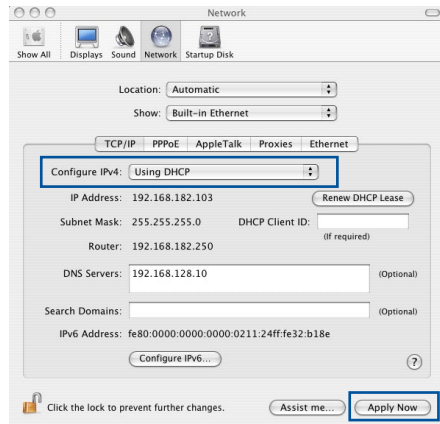 Network
Show All Displays Sound Network Startup Disk
Location: Automatic
Show: Built-in Ethernet
TCP/IP PPPoE AppleTalk Proxies Ethernet
Configure IPv4: Using DHCP
IP Address: 192.168.182.103 Renew DHCP Lease
Subnet Mask: 255.255.255.0 DHCP Client ID:
(If required)
Router: 192.168.182.250
DNS Servers: 192.168.128.10 (Optional)
Search Domains: (Optional)
IPv6 Address: fe80:0000:0000:0000:0211:24ff:fe32:b18e
Configure IPv6... ?
Click the lock to prevent further changes. Assist me... Apply Now